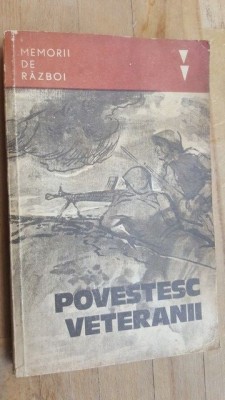 MEMORII
DE
RĂZBOI
POVESTESC
VETERANII